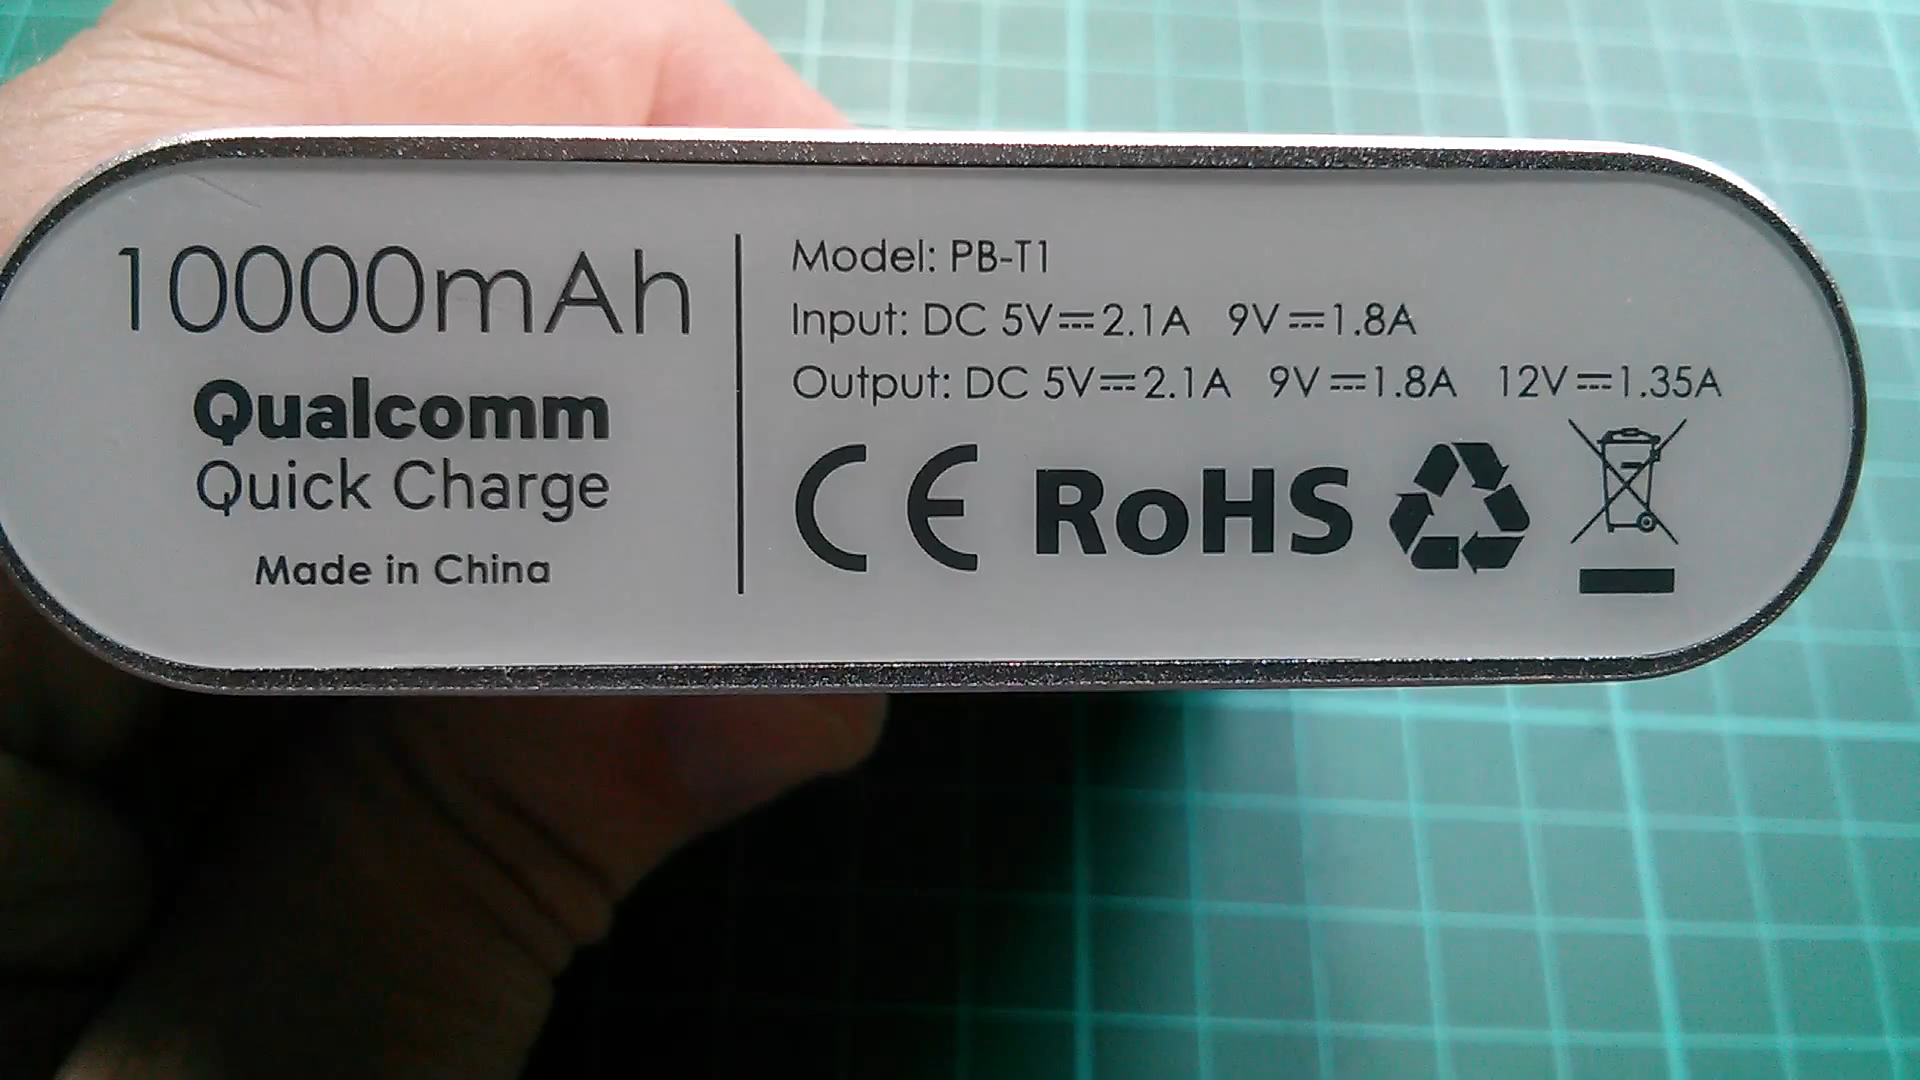 10000mAh
Qualcomm
Quick Charge
Made in China
Model: PB-T1
Input: DC 5V⎓2.1A 9V⎓1.8A
Output: DC 5V⎓2.1A 9V⎓1.8A 12V⎓1.35A
CE RoHS